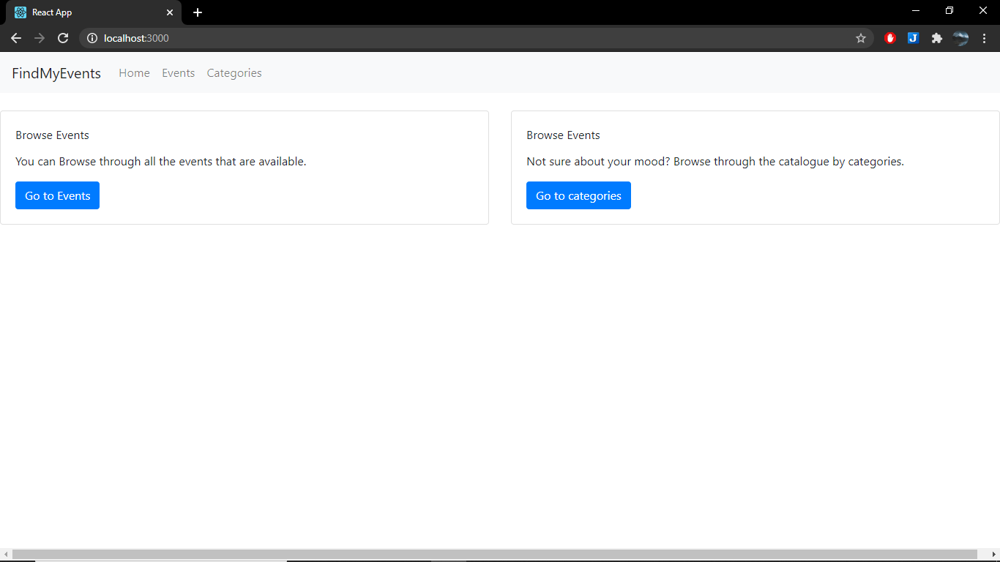 React App
localhost:3000
J
FindMyEvents Home Events Categories
Browse Events
You can Browse through all the events that are available.
Go to Events
Browse Events
Not sure about your mood? Browse through the catalogue by categories.
Go to categories